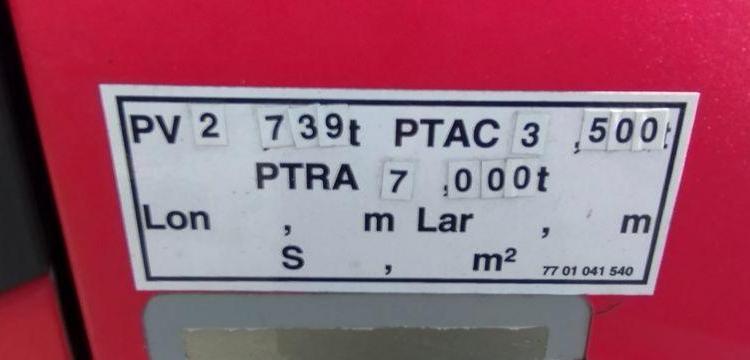 PV 2 ,739t PTAC 3 ,500t
PTRA 7 ,000t
Lon , m Lar , m
S , m²
77 01 041 540